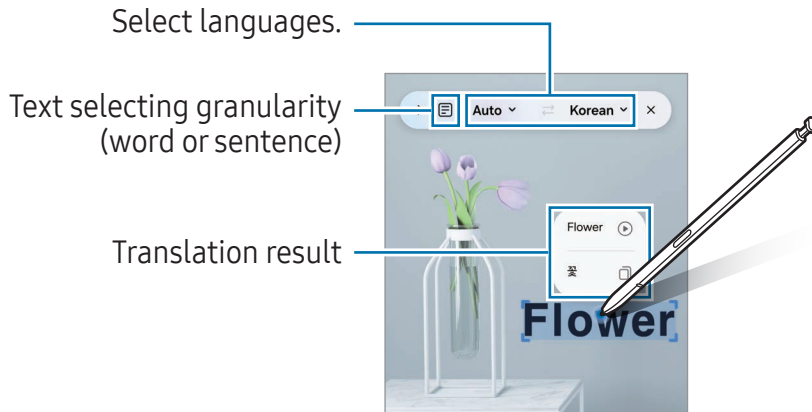 Select languages.
Text selecting granularity
(word or sentence)
Auto Korean
Flower
Translation result
꽃
Flower